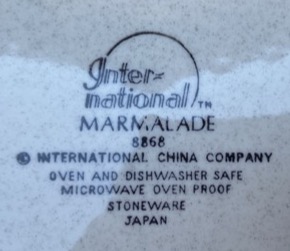 Inter-
national TM
MARMALADE
8868
© INTERNATIONAL CHINA COMPANY
OVEN AND DISHWASHER SAFE
MICROWAVE OVEN PROOF
STONEWARE
JAPAN